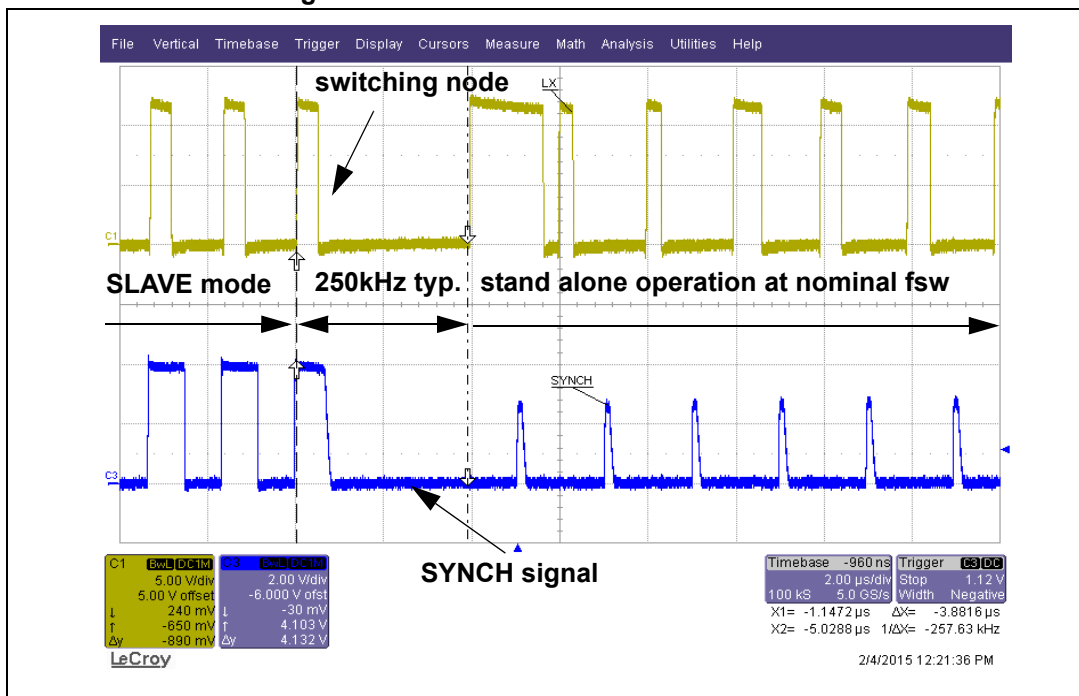 File Vertical Timebase Trigger Display Cursors Measure Math Analysis Utilities Help
switching node
LX
C1
SLAVE mode
250kHz typ.
stand alone operation at nominal fsw
SYNCH
C3
SYNCH signal
C1 BwL DC1M
5.00 V/div
5.00 V offset
↓ 240 mV
↑ -650 mV
Δy -890 mV
C3 BwL DC1M
2.00 V/div
-6.000 V ofst
↓ -30 mV
↑ 4.103 V
Δy 4.132 V
Timebase -960 ns
2.00 µs/div
100 kS 5.0 GS/s
Trigger C3 DC
Stop 1.12 V
Width Negative
X1= -1.1472 µs ΔX= -3.8816 µs
X2= -5.0288 µs 1/ΔX= -257.63 kHz
LeCroy
2/4/2015 12:21:36 PM